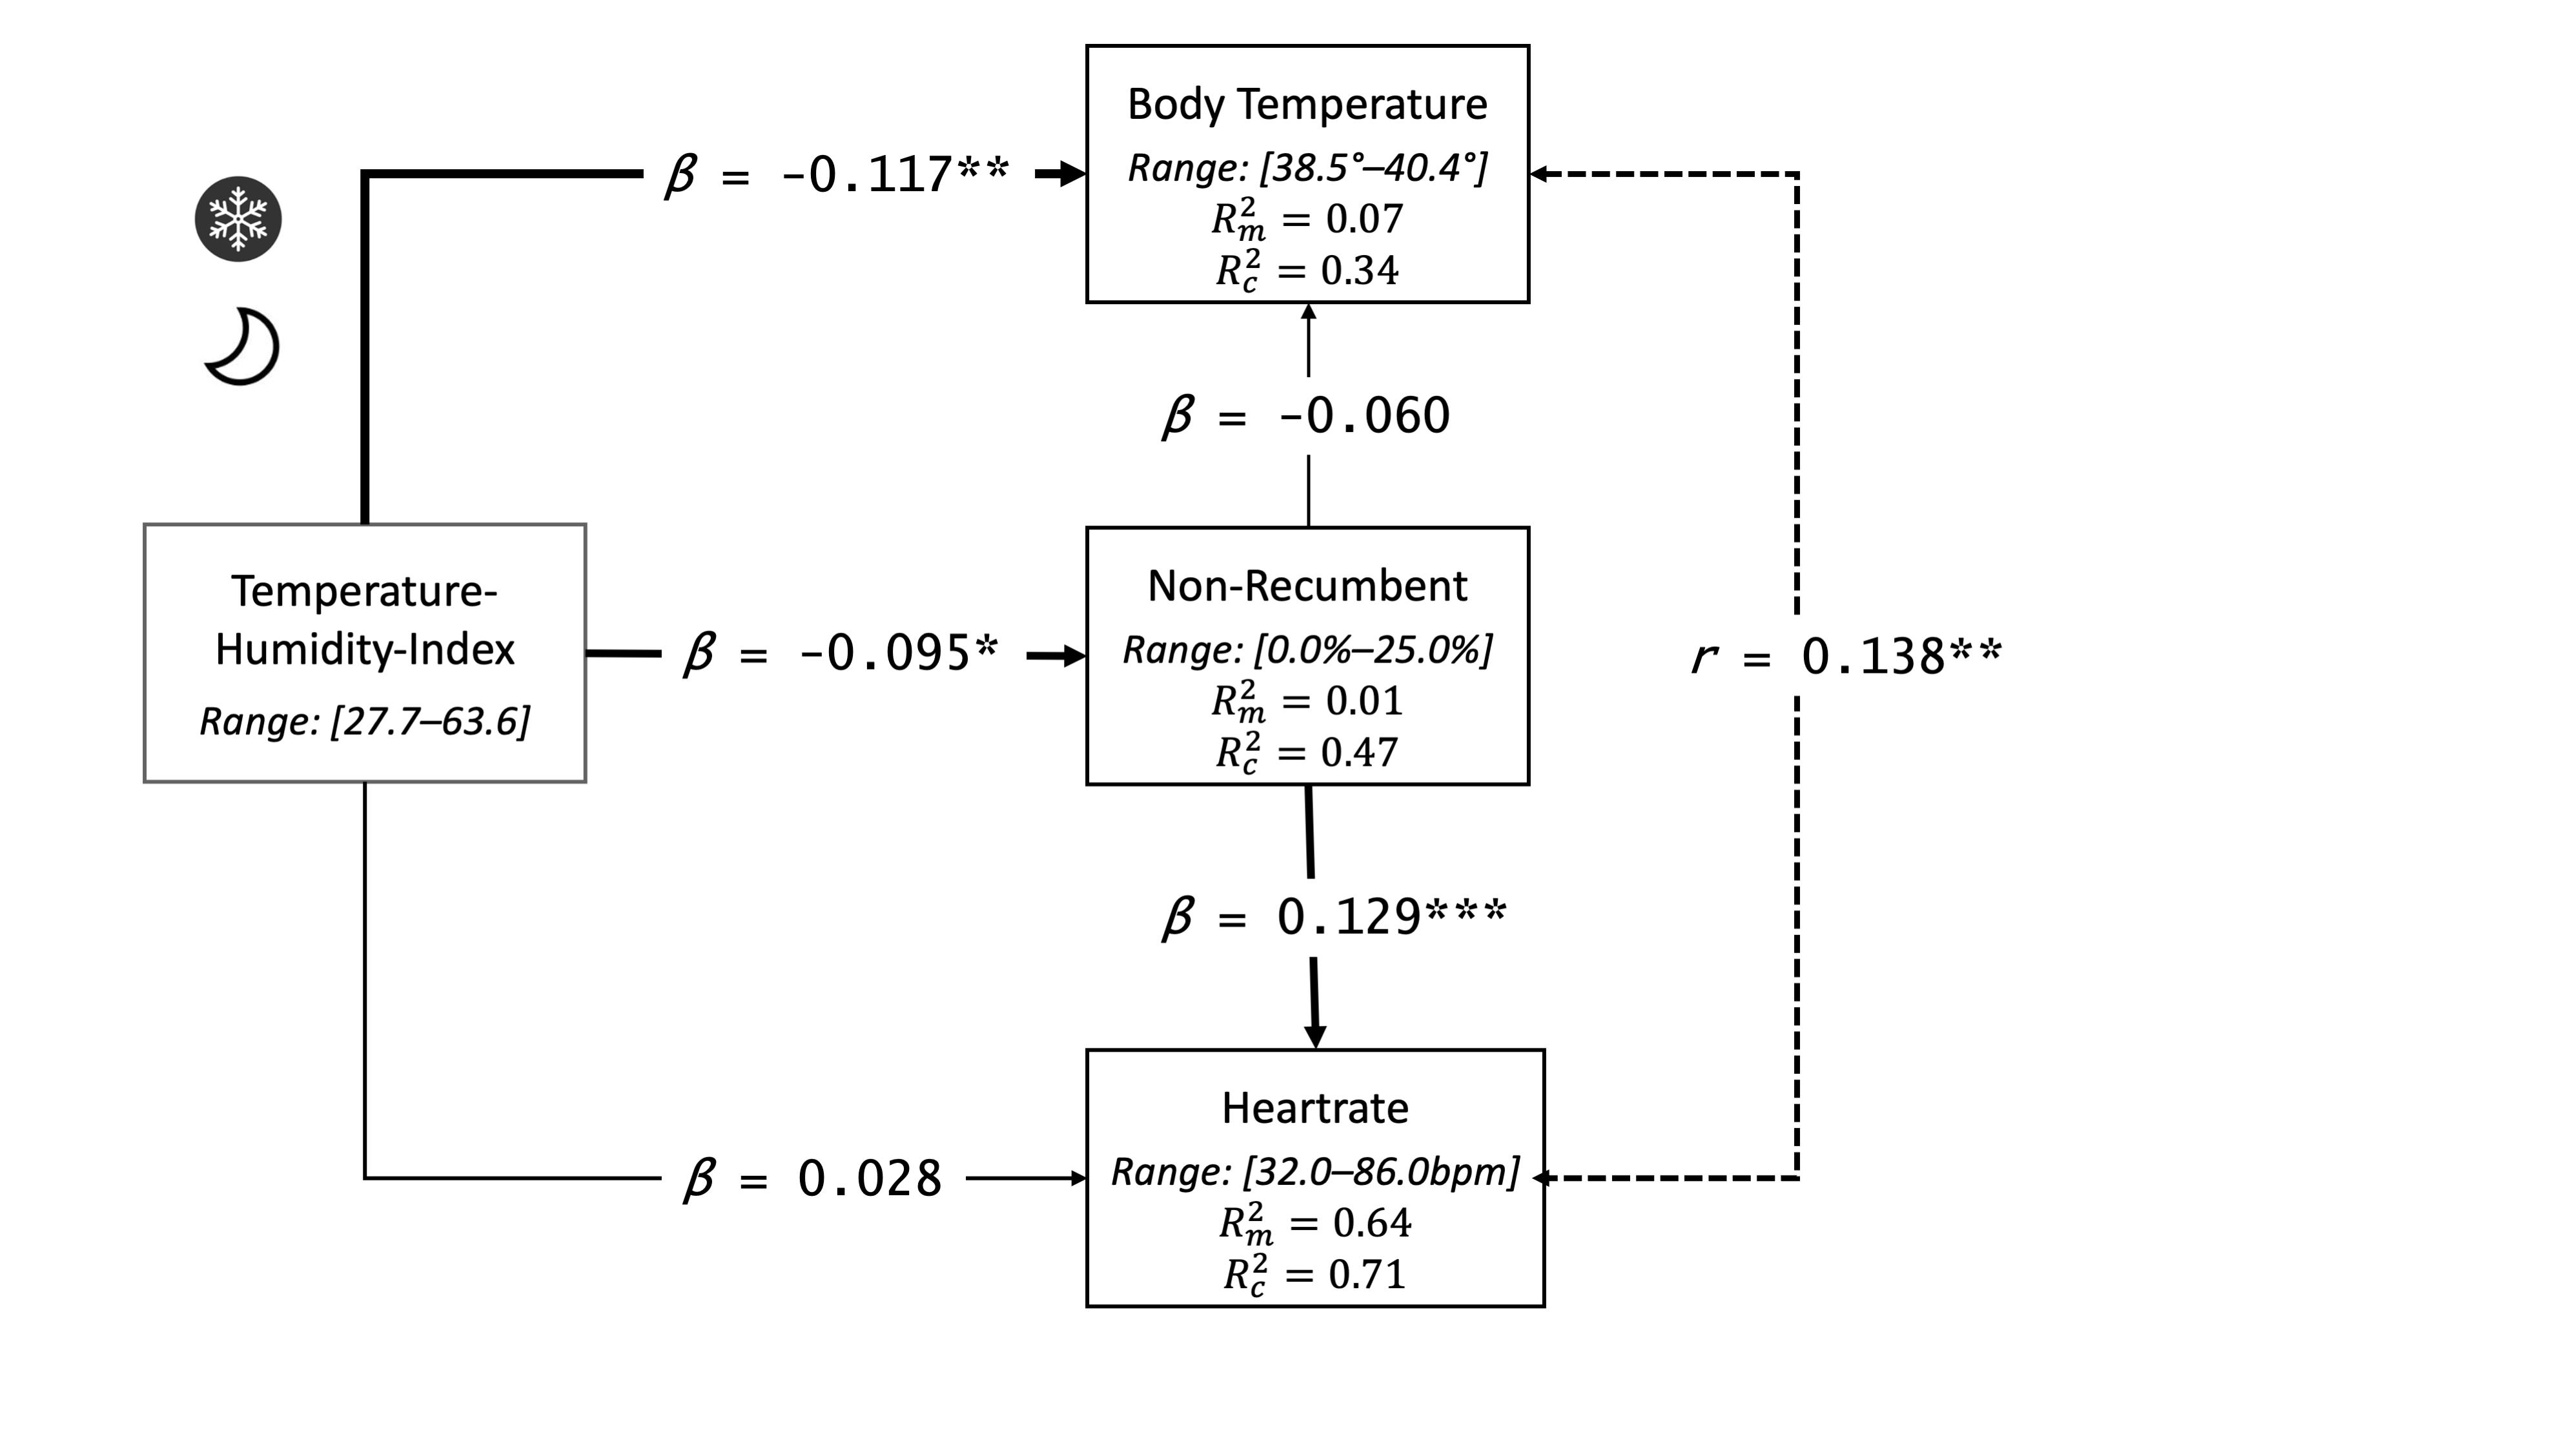 Body Temperature
Range: [38.5°–40.4°]
R²ₘ = 0.07
R²c = 0.34
β = -0.117**
β = -0.060
Temperature-
Humidity-Index
Range: [27.7–63.6]
β = -0.095*
Non-Recumbent
Range: [0.0%–25.0%]
R²ₘ = 0.01
R²c = 0.47
r = 0.138**
β = 0.129***
Heartrate
Range: [32.0–86.0bpm]
R²ₘ = 0.64
R²c = 0.71
β = 0.028